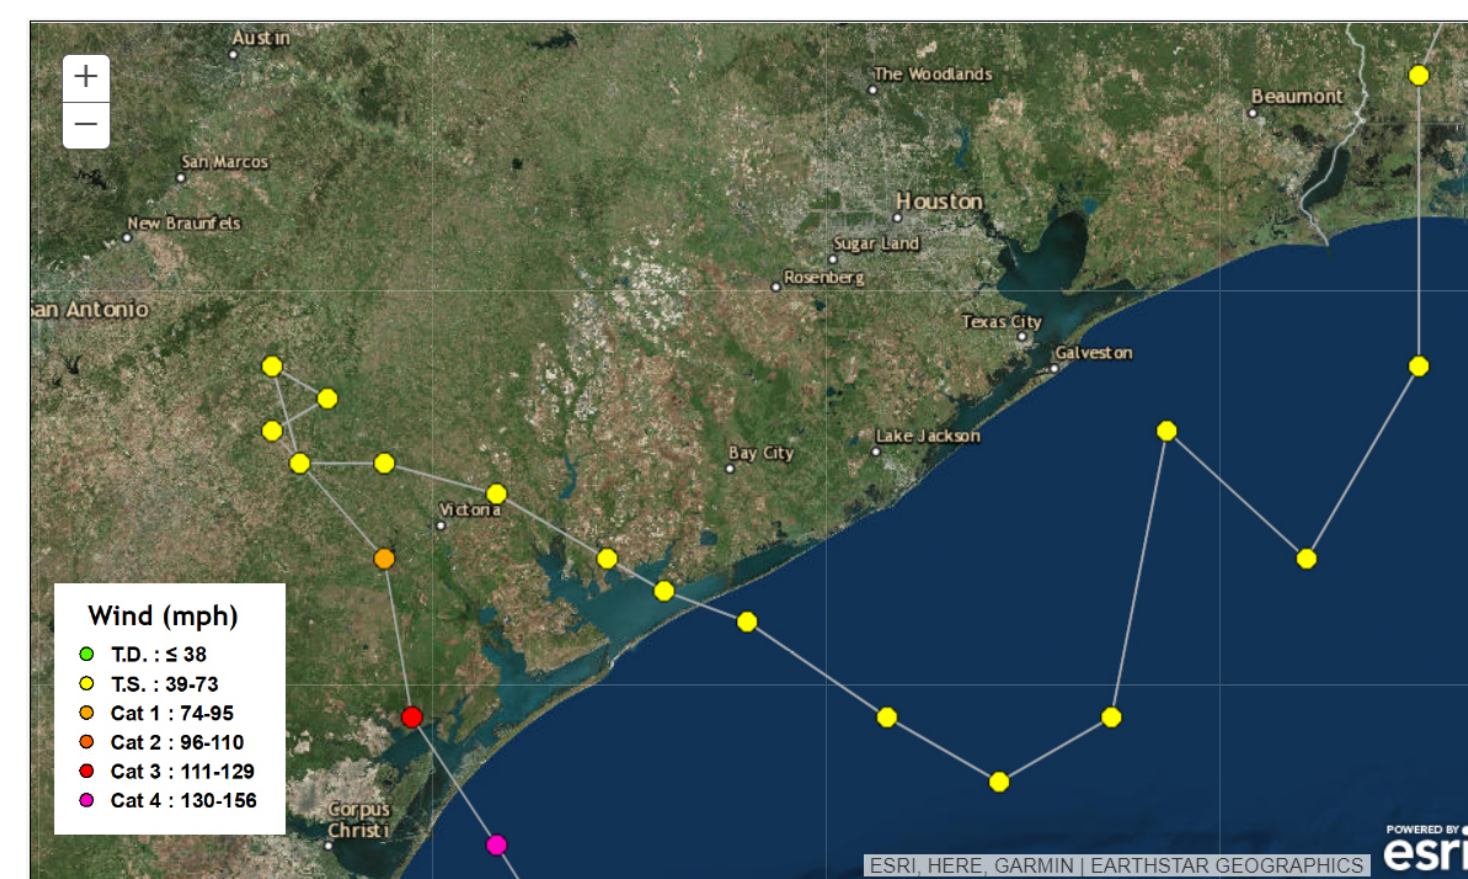 Austin
+
−
The Woodlands
Beaumont
San Marcos
New Braunfels
Houston
Sugar Land
Rosenberg
San Antonio
Texas City
Galveston
Lake Jackson
Bay City
Victoria
Wind (mph)
T.D. : ≤ 38
T.S. : 39-73
Cat 1 : 74-95
Cat 2 : 96-110
Cat 3 : 111-129
Cat 4 : 130-156
Corpus
Christi
POWERED BY
esri
ESRI, HERE, GARMIN | EARTHSTAR GEOGRAPHICS